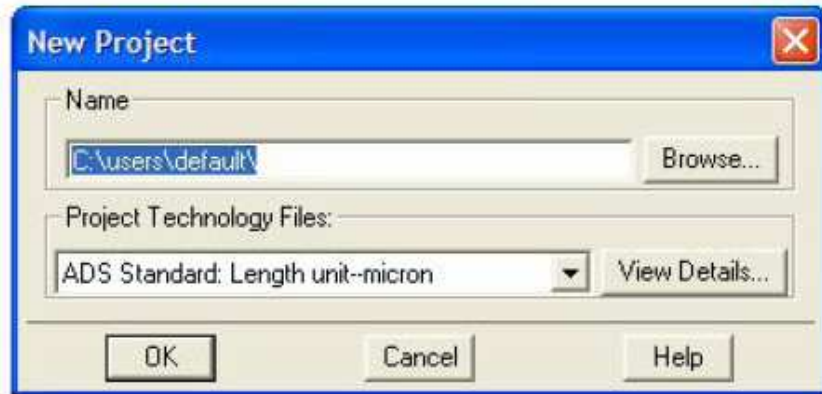 New Project
Name
C:\users\default\
Browse...
Project Technology Files:
ADS Standard: Length unit--micron
View Details...
OK
Cancel
Help